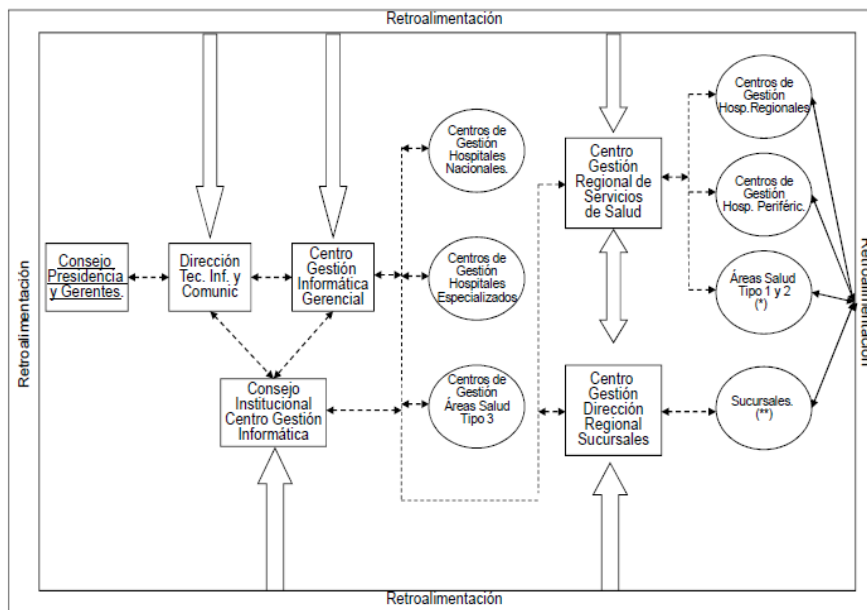 Retroalimentación
Retroalimentación
Consejo
Presidencia
y Gerentes.
Dirección
Tec. Inf. y
Comunic
Centro
Gestión
Informática
Gerencial
Consejo
Institucional
Centro Gestión
Informática
Centros de
Gestión
Hospitales
Nacionales.
Centros de
Gestión
Hospitales
Especializados
Centros de
Gestión
Áreas Salud
Tipo 3
Centro
Gestión
Regional de
Servicios
de Salud
Centro
Gestión
Dirección
Regional
Sucursales
Centros de
Gestión
Hosp.Regionales
Centros de
Gestión
Hosp. Periféric.
Áreas Salud
Tipo 1 y 2
(*)
Sucursales.
(**)
Retroalimentación
Retroalimentación